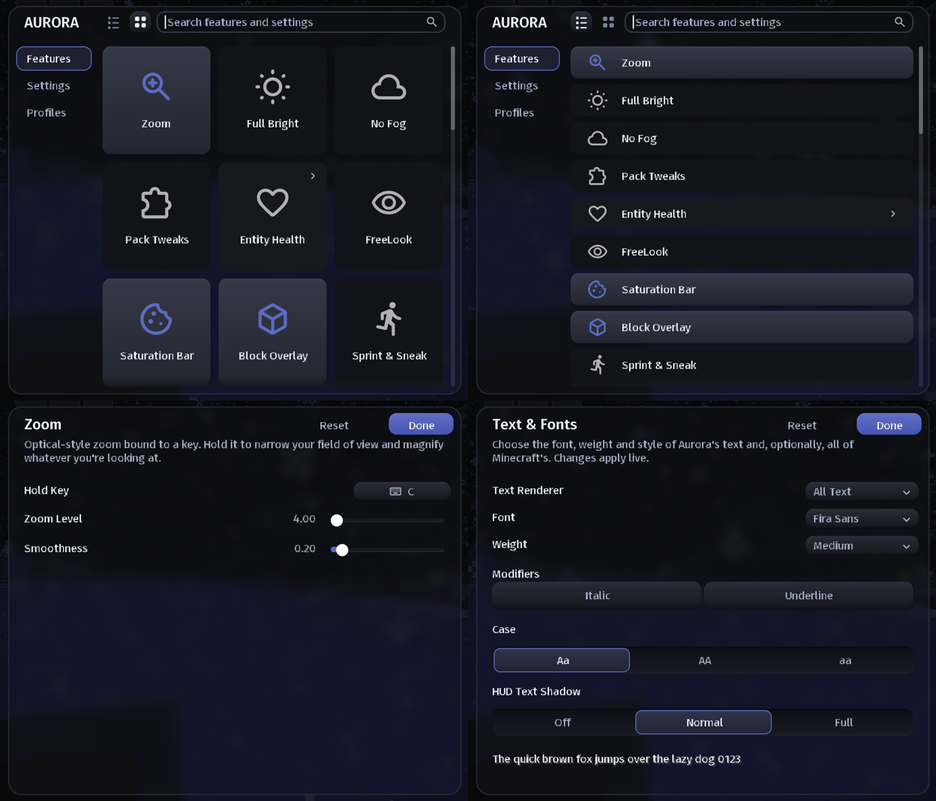 AURORA
Search features and settings
Features
Settings
Profiles
Zoom
Full Bright
No Fog
Pack Tweaks
Entity Health
FreeLook
Saturation Bar
Block Overlay
Sprint & Sneak
AURORA
Search features and settings
Features
Settings
Profiles
Zoom
Full Bright
No Fog
Pack Tweaks
Entity Health
FreeLook
Saturation Bar
Block Overlay
Sprint & Sneak
Zoom
Reset
Done
Optical-style zoom bound to a key. Hold it to narrow your field of view and magnify
whatever you're looking at.
Hold Key
C
Zoom Level
4.00
Smoothness
0.20
Text & Fonts
Reset
Done
Choose the font, weight and style of Aurora's text and, optionally, all of
Minecraft's. Changes apply live.
Text Renderer
All Text
Font
Fira Sans
Weight
Medium
Modifiers
Italic
Underline
Case
Aa
AA
aa
HUD Text Shadow
Off
Normal
Full
The quick brown fox jumps over the lazy dog 0123